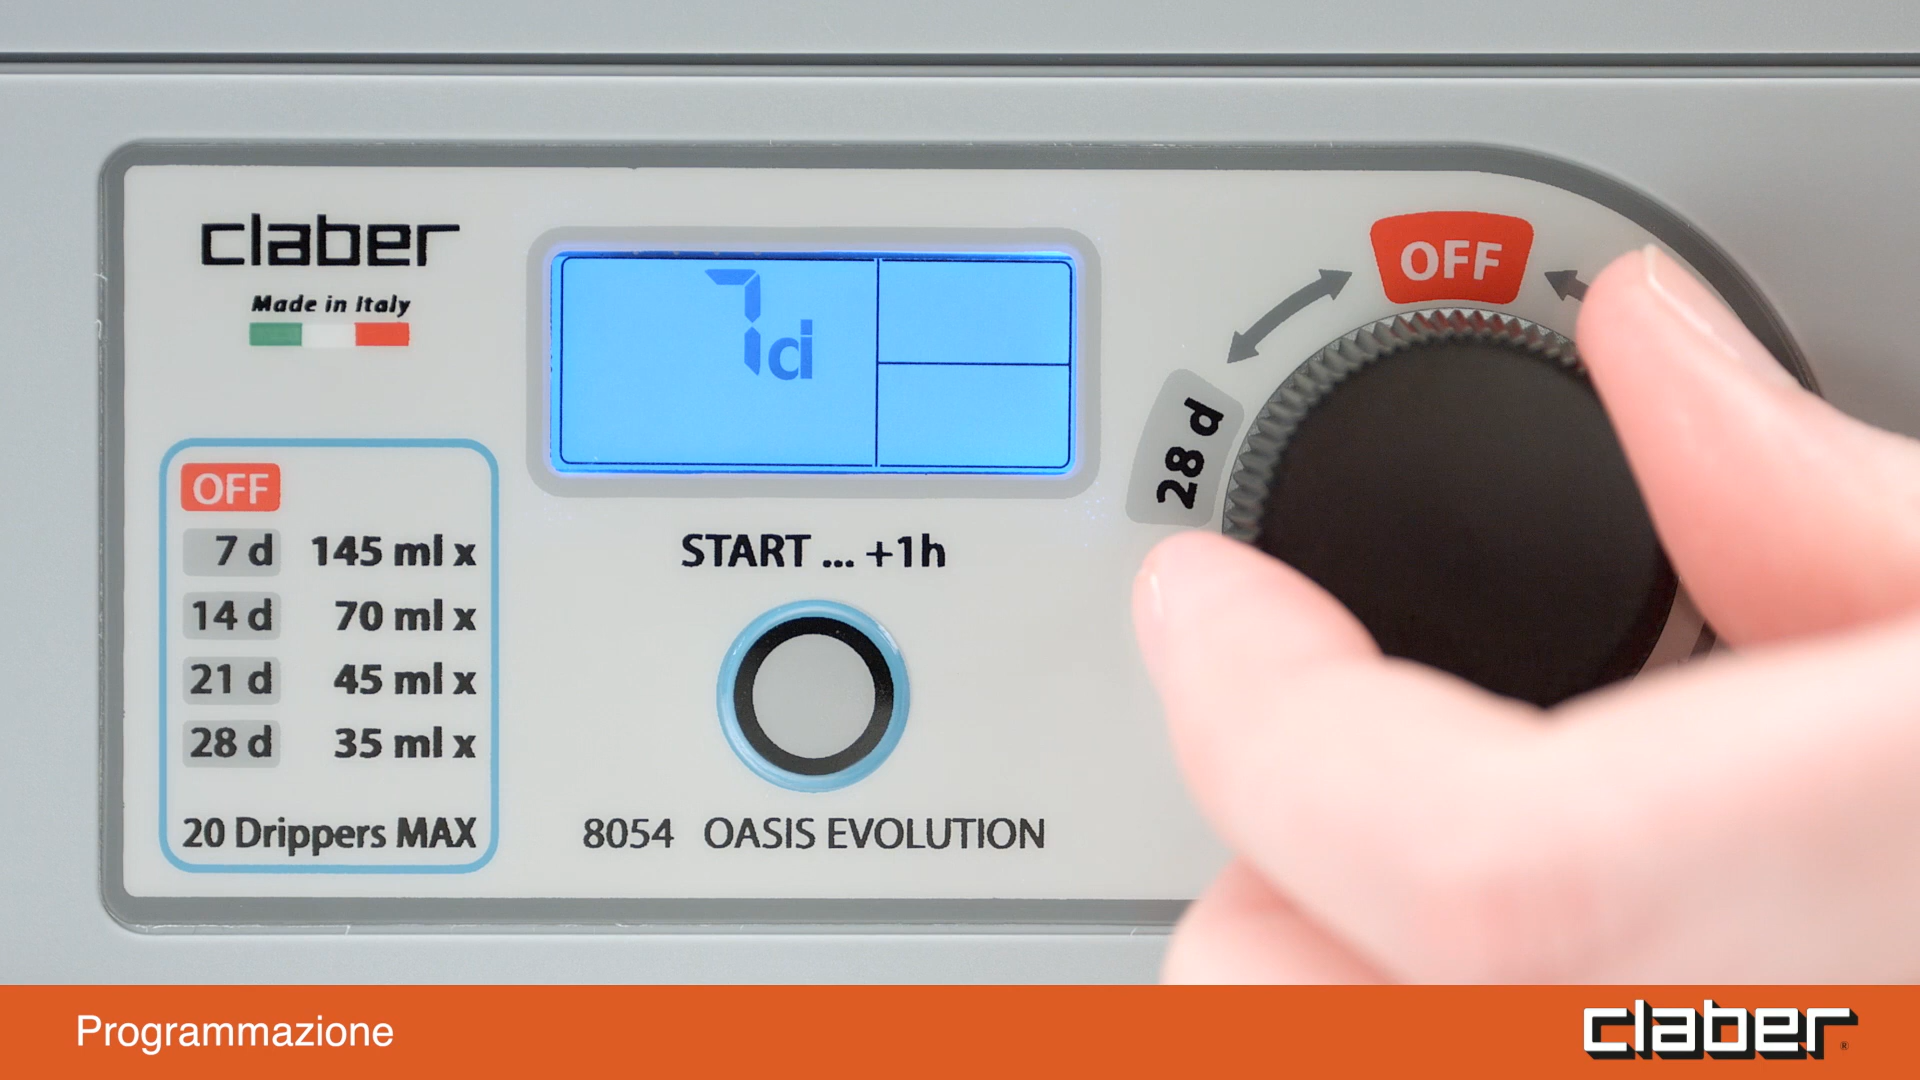 claber
Made in Italy
7d
OFF
28 d
OFF
7 d 145 ml x
14 d 70 ml x
21 d 45 ml x
28 d 35 ml x
20 Drippers MAX
START ... +1h
8054 OASIS EVOLUTION
Programmazione
claber®